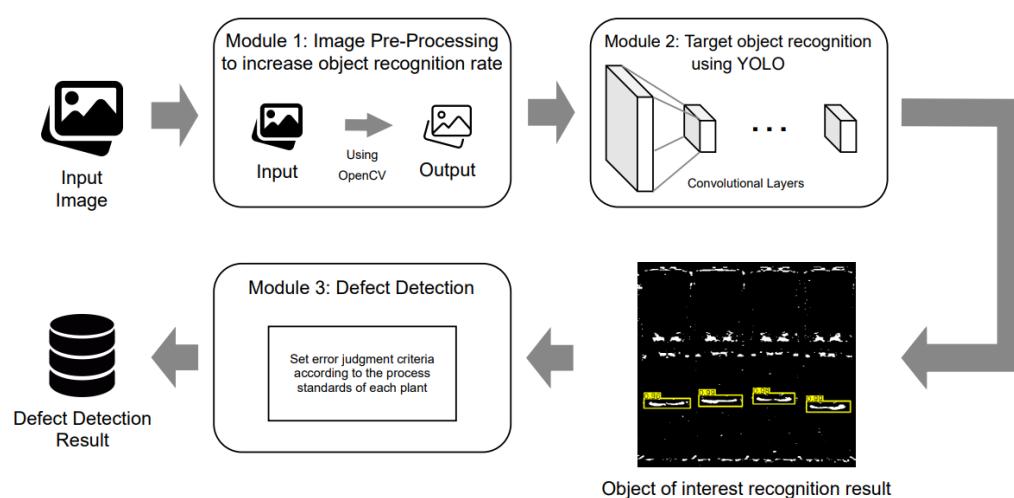 Module 1: Image Pre-Processing
to increase object recognition rate
Input
Using
OpenCV
Output
Input
Image
Module 2: Target object recognition
using YOLO
. . .
Convolutional Layers
Module 3: Defect Detection
Set error judgment criteria
according to the process
standards of each plant
Defect Detection
Result
0.99
Object of interest recognition result